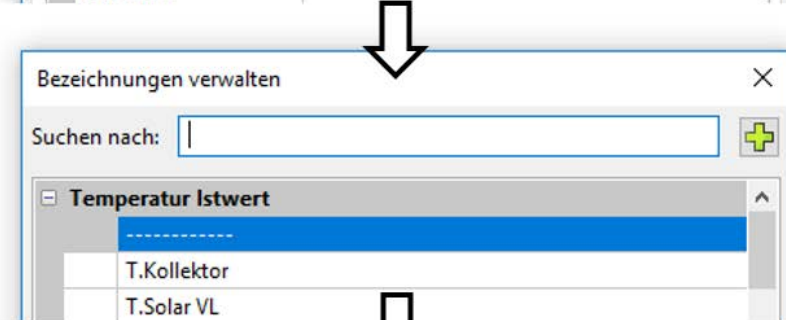 Bezeichnungen verwalten
Suchen nach:
Temperatur Istwert
------------
T.Kollektor
T.Solar VL